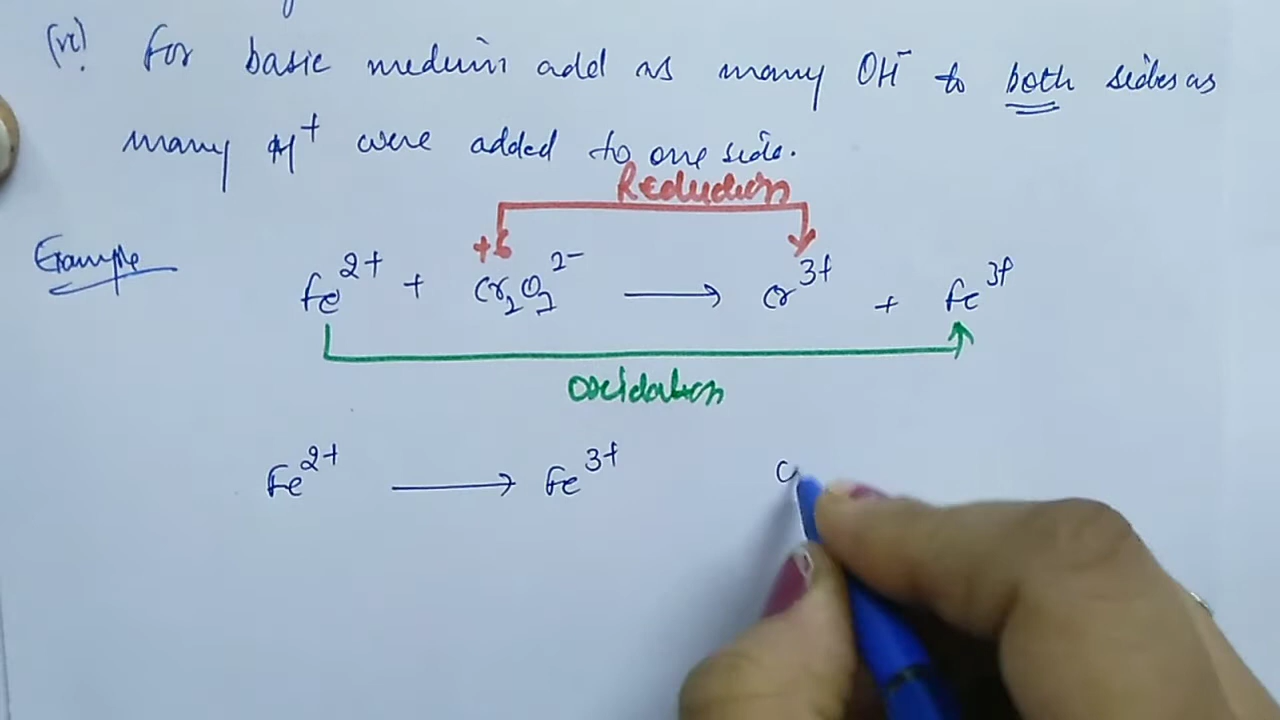 (vi) For basic medium add as many OH⁻ to both sides as
many H⁺ were added to one side.
Reduction
Example
+6
Fe²⁺ + Cr₂O₇²⁻ ⟶ Cr³⁺ + Fe³⁺
oxidation
Fe²⁺ ⟶ Fe³⁺ C